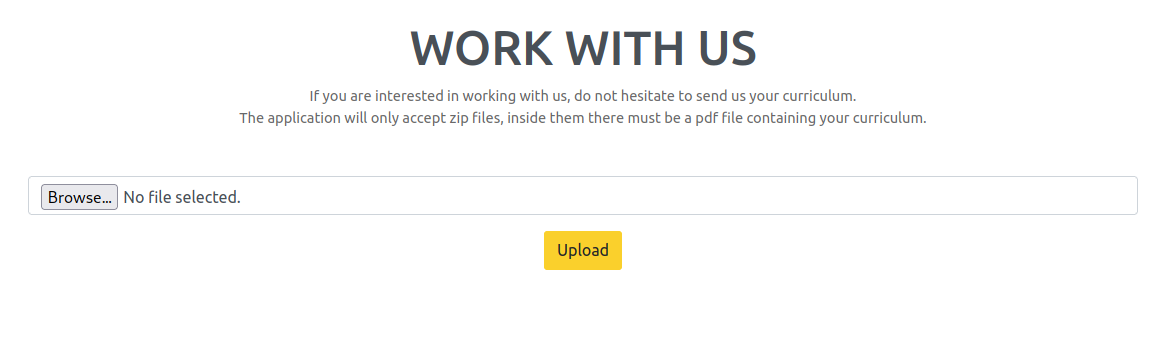 WORK WITH US
If you are interested in working with us, do not hesitate to send us your curriculum.
The application will only accept zip files, inside them there must be a pdf file containing your curriculum.
Browse... No file selected.
Upload